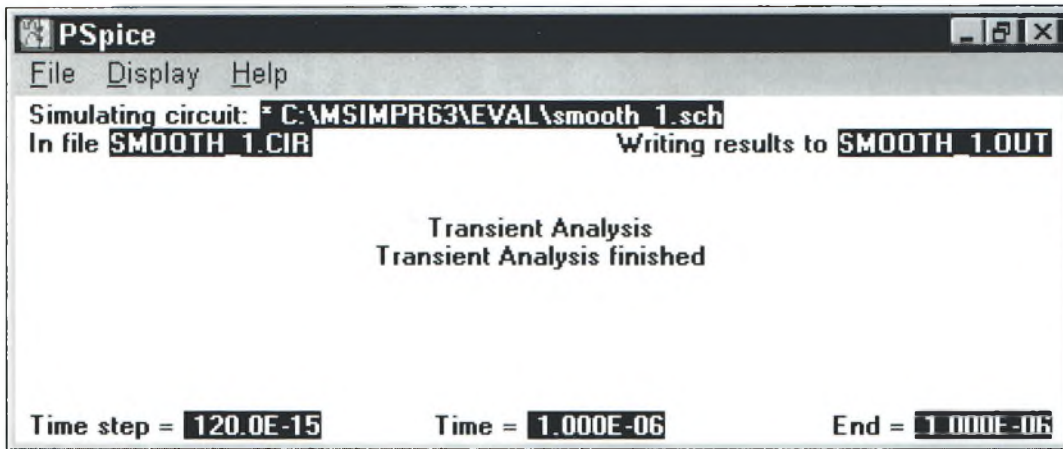 PSpice
File Display Help
Simulating circuit: * C:\MSIMPR63\EVAL\smooth_1.sch
In file SMOOTH_1.CIR Writing results to SMOOTH_1.OUT
Transient Analysis
Transient Analysis finished
Time step = 120.0E-15 Time = 1.000E-06 End = 1.000E-06